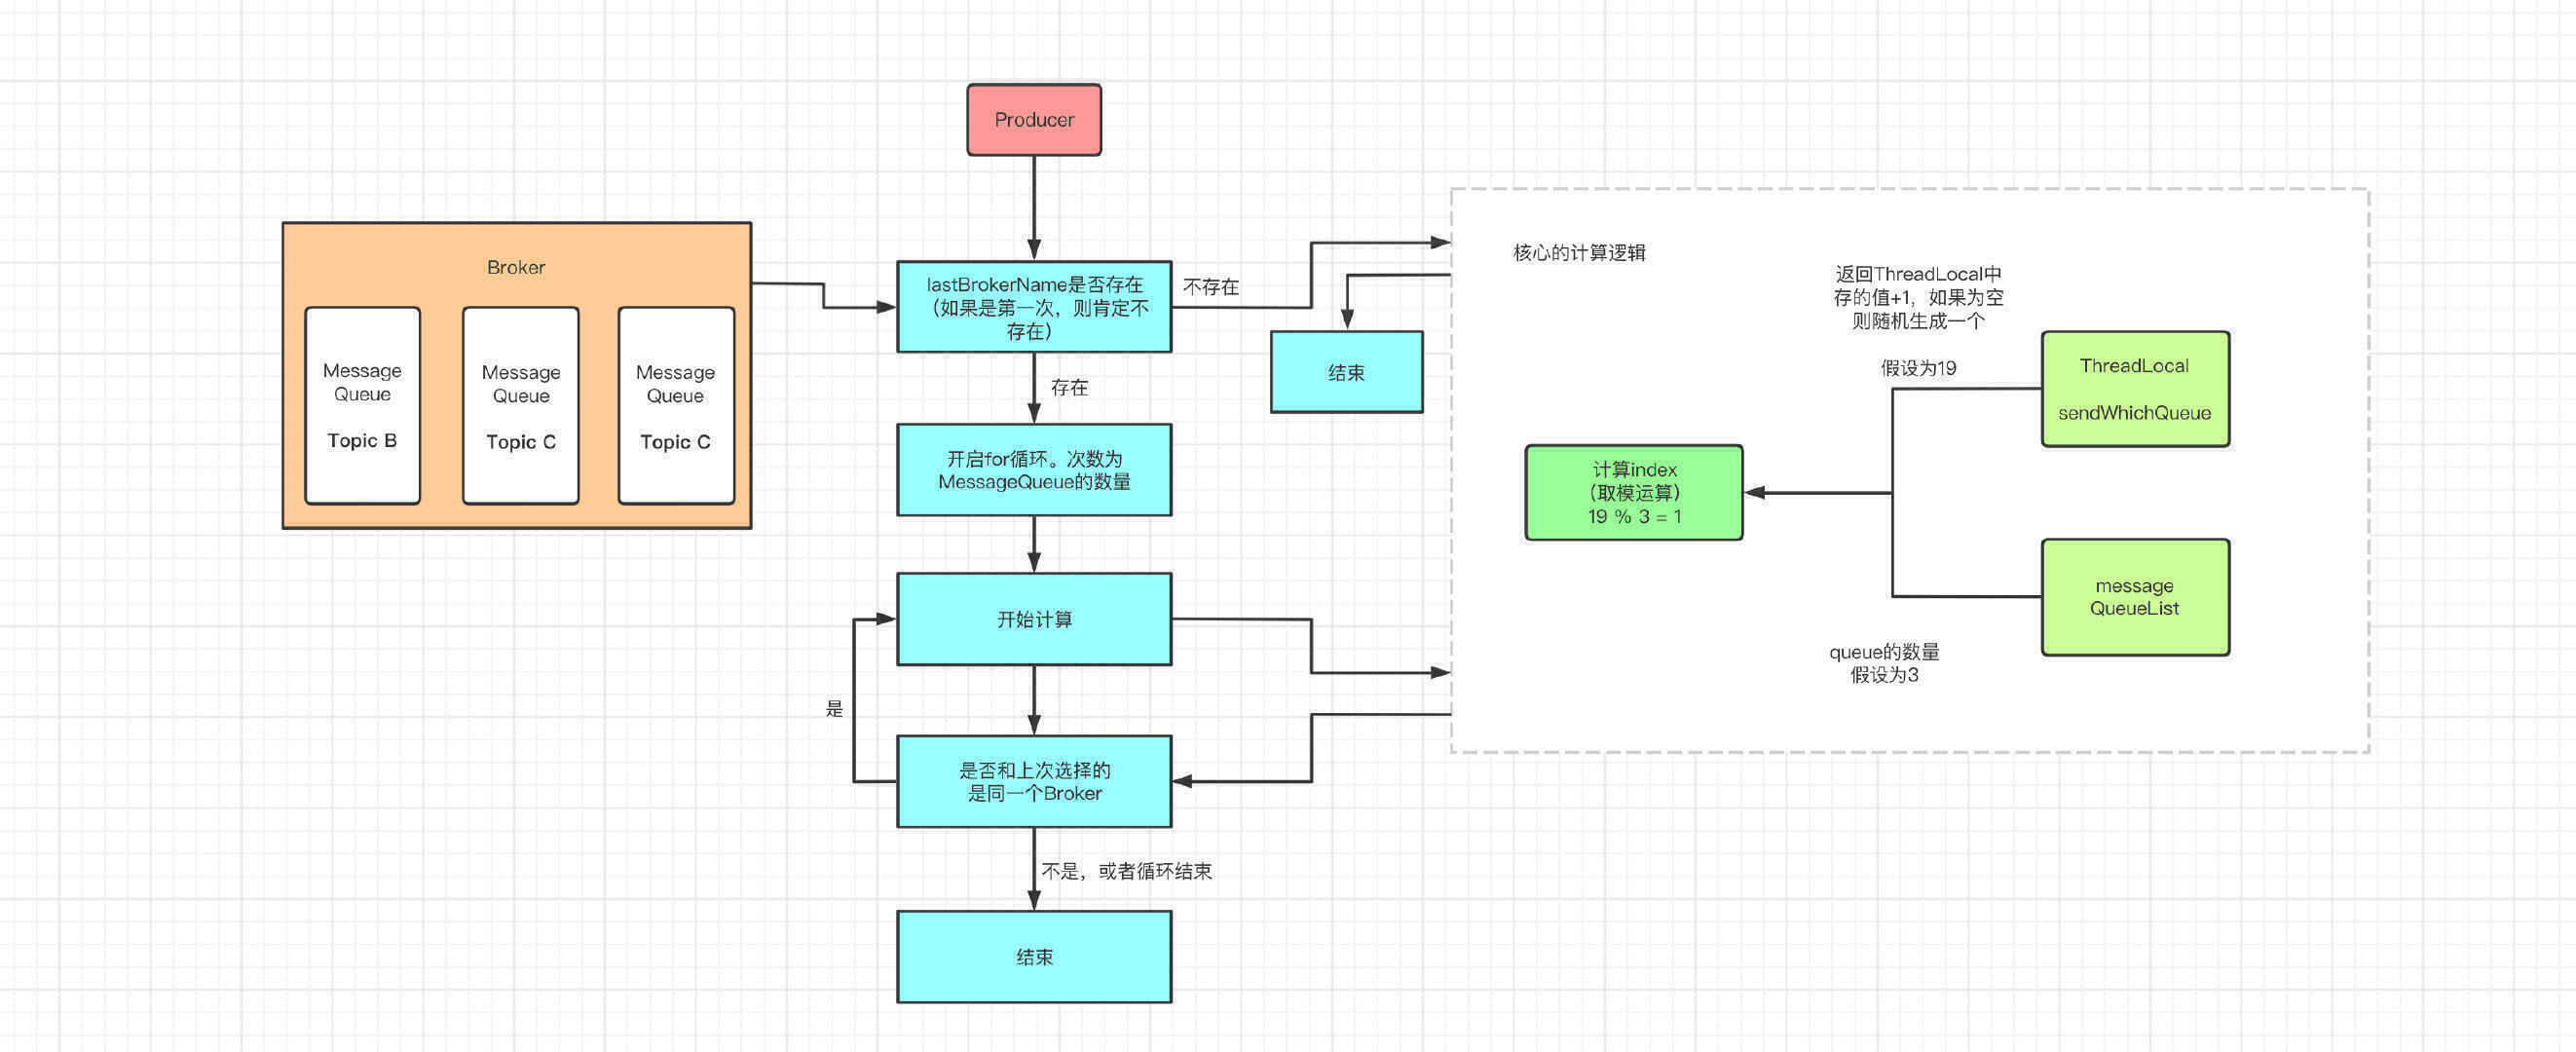 Producer
Broker
Message
Queue
Topic B
Message
Queue
Topic C
Message
Queue
Topic C
lastBrokerName是否存在
（如果是第一次，则肯定不
存在）
不存在
存在
结束
开启for循环。次数为
MessageQueue的数量
开始计算
是
是否和上次选择的
是同一个Broker
不是，或者循环结束
结束
核心的计算逻辑
返回ThreadLocal中
存的值+1，如果为空
则随机生成一个
假设为19
ThreadLocal
sendWhichQueue
计算index
（取模运算）
19 % 3 = 1
message
QueueList
queue的数量
假设为3